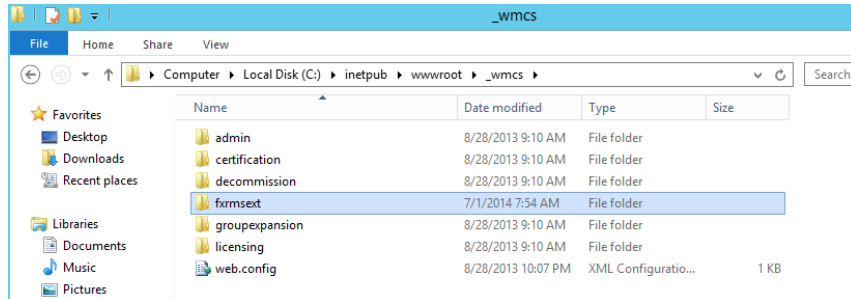 _wmcs
File Home Share View
Computer Local Disk (C:) inetpub wwwroot _wmcs Search
Favorites
Desktop
Downloads
Recent places
Libraries
Documents
Music
Pictures
Name Date modified Type Size
admin 8/28/2013 9:10 AM File folder
certification 8/28/2013 9:10 AM File folder
decommission 8/28/2013 9:10 AM File folder
fxrmsext 7/1/2014 7:54 AM File folder
groupexpansion 8/28/2013 9:10 AM File folder
licensing 8/28/2013 9:10 AM File folder
web.config 8/28/2013 10:07 PM XML Configuratio... 1 KB